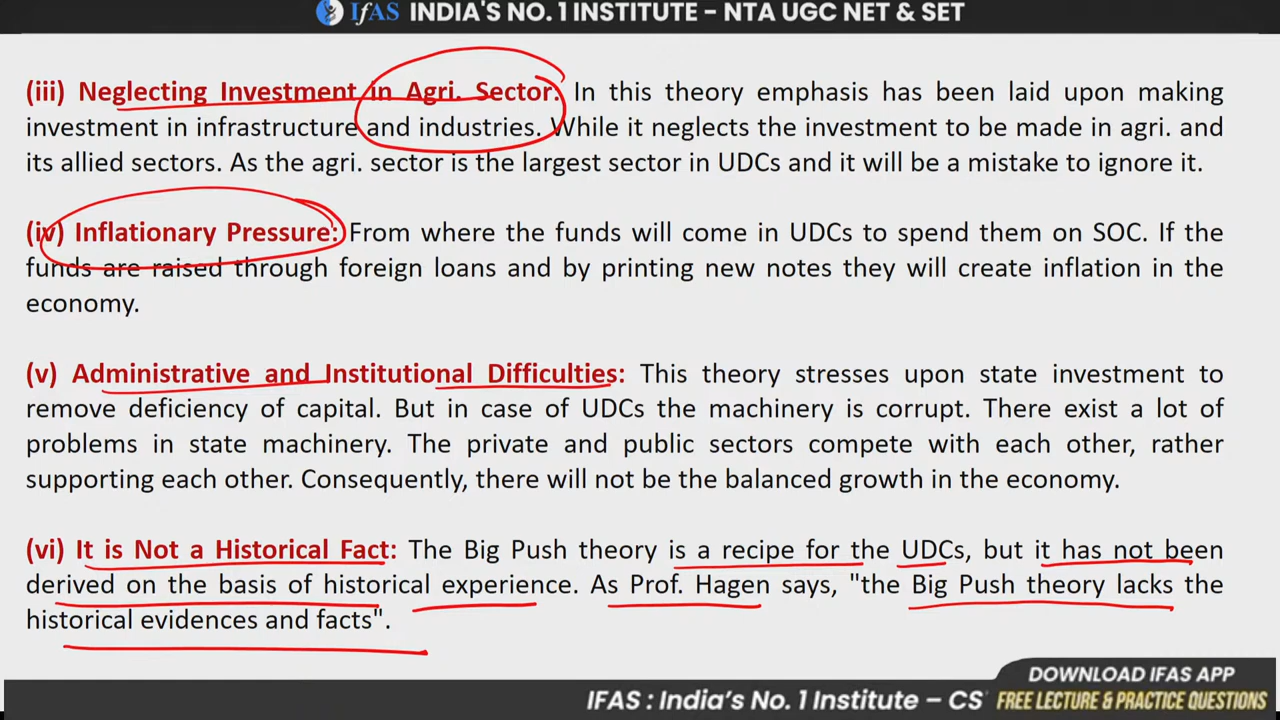 IFAS INDIA'S NO. 1 INSTITUTE – NTA UGC NET & SET
(iii) Neglecting Investment in Agri. Sector: In this theory emphasis has been laid upon making
investment in infrastructure and industries. While it neglects the investment to be made in agri. and
its allied sectors. As the agri. sector is the largest sector in UDCs and it will be a mistake to ignore it.
(iv) Inflationary Pressure: From where the funds will come in UDCs to spend them on SOC. If the
funds are raised through foreign loans and by printing new notes they will create inflation in the
economy.
(v) Administrative and Institutional Difficulties: This theory stresses upon state investment to
remove deficiency of capital. But in case of UDCs the machinery is corrupt. There exist a lot of
problems in state machinery. The private and public sectors compete with each other, rather
supporting each other. Consequently, there will not be the balanced growth in the economy.
(vi) It is Not a Historical Fact: The Big Push theory is a recipe for the UDCs, but it has not been
derived on the basis of historical experience. As Prof. Hagen says, "the Big Push theory lacks the
historical evidences and facts".
DOWNLOAD IFAS APP
IFAS : India's No. 1 Institute – CS FREE LECTURE & PRACTICE QUESTIONS